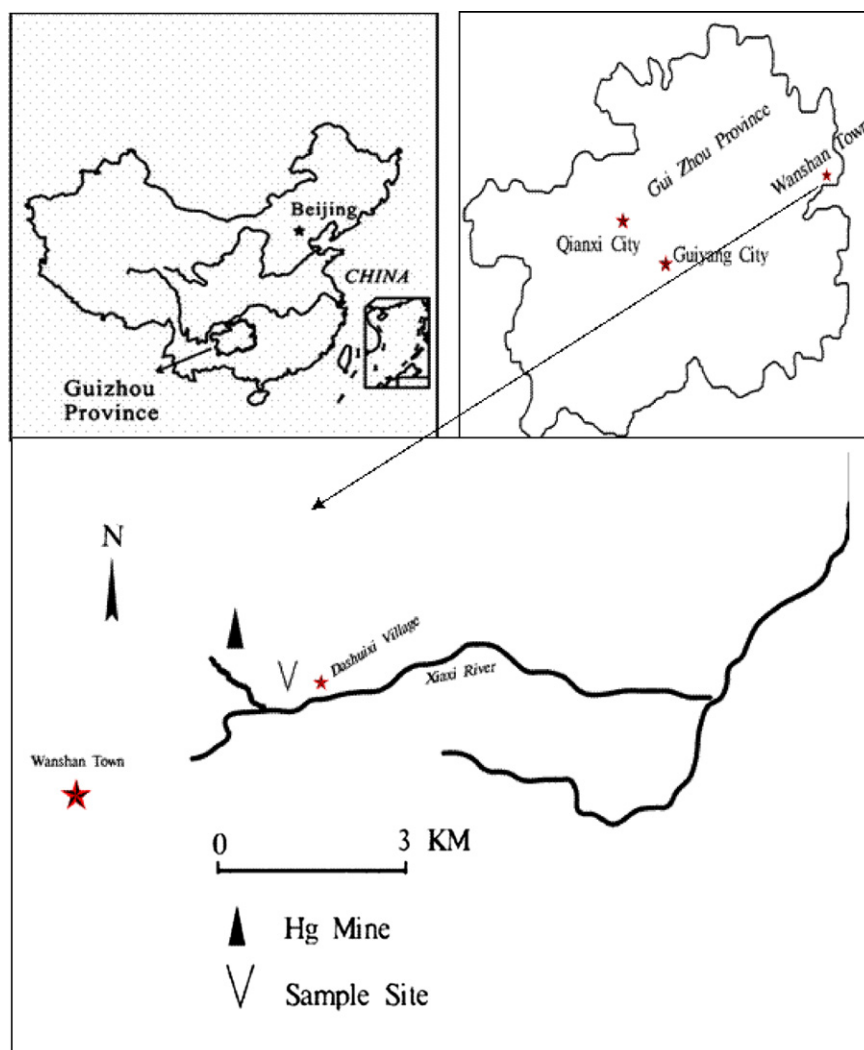 Beijing
CHINA
Guizhou
Province
Gui Zhou Province
Wanshan Town
Qianxi City
Guiyang City
N
Dashuixi Village
Xiaxi River
Wanshan Town
0 3 KM
Hg Mine
Sample Site